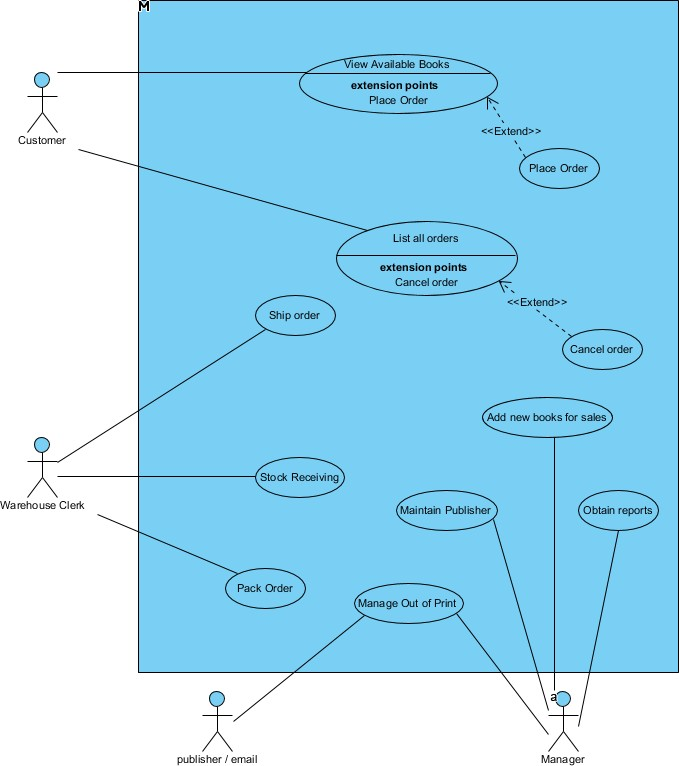 M
View Available Books
extension points
Place Order
<<Extend>>
Customer
Place Order
List all orders
extension points
Cancel order
<<Extend>>
Ship order
Cancel order
Add new books for sales
Stock Receiving
Warehouse Clerk
Maintain Publisher
Obtain reports
Pack Order
Manage Out of Print
a
publisher / email
Manager